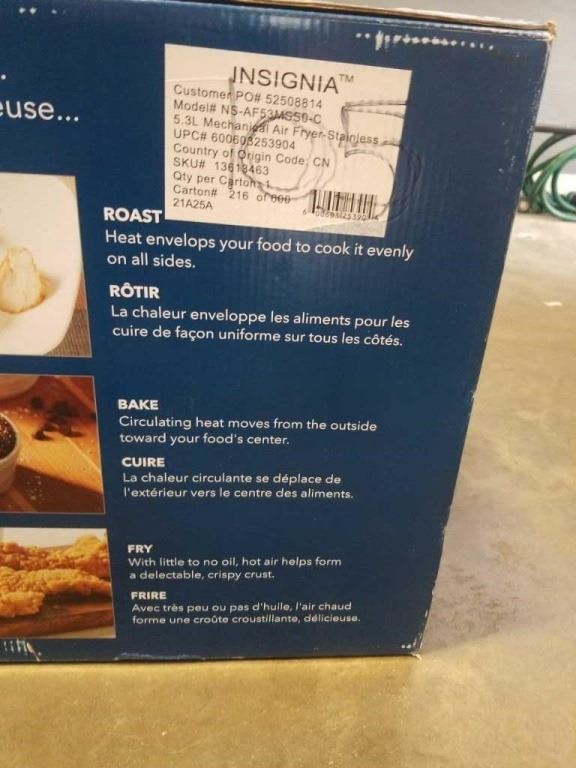 euse...
INSIGNIA™
Customer PO# 52508814
Model# NS-AF53MSS0-C
5.3L Mechanical Air Fryer-Stainless
UPC# 600603253904
Country of Origin Code: CN
SKU# 13613463
Qty per Carton: 1
Carton# 216 of 600
21A25A
ROAST
Heat envelops your food to cook it evenly
on all sides.
RÔTIR
La chaleur enveloppe les aliments pour les
cuire de façon uniforme sur tous les côtés.
BAKE
Circulating heat moves from the outside
toward your food's center.
CUIRE
La chaleur circulante se déplace de
l'extérieur vers le centre des aliments.
FRY
With little to no oil, hot air helps form
a delectable, crispy crust.
FRIRE
Avec très peu ou pas d'huile, l'air chaud
forme une croûte croustillante, délicieuse.